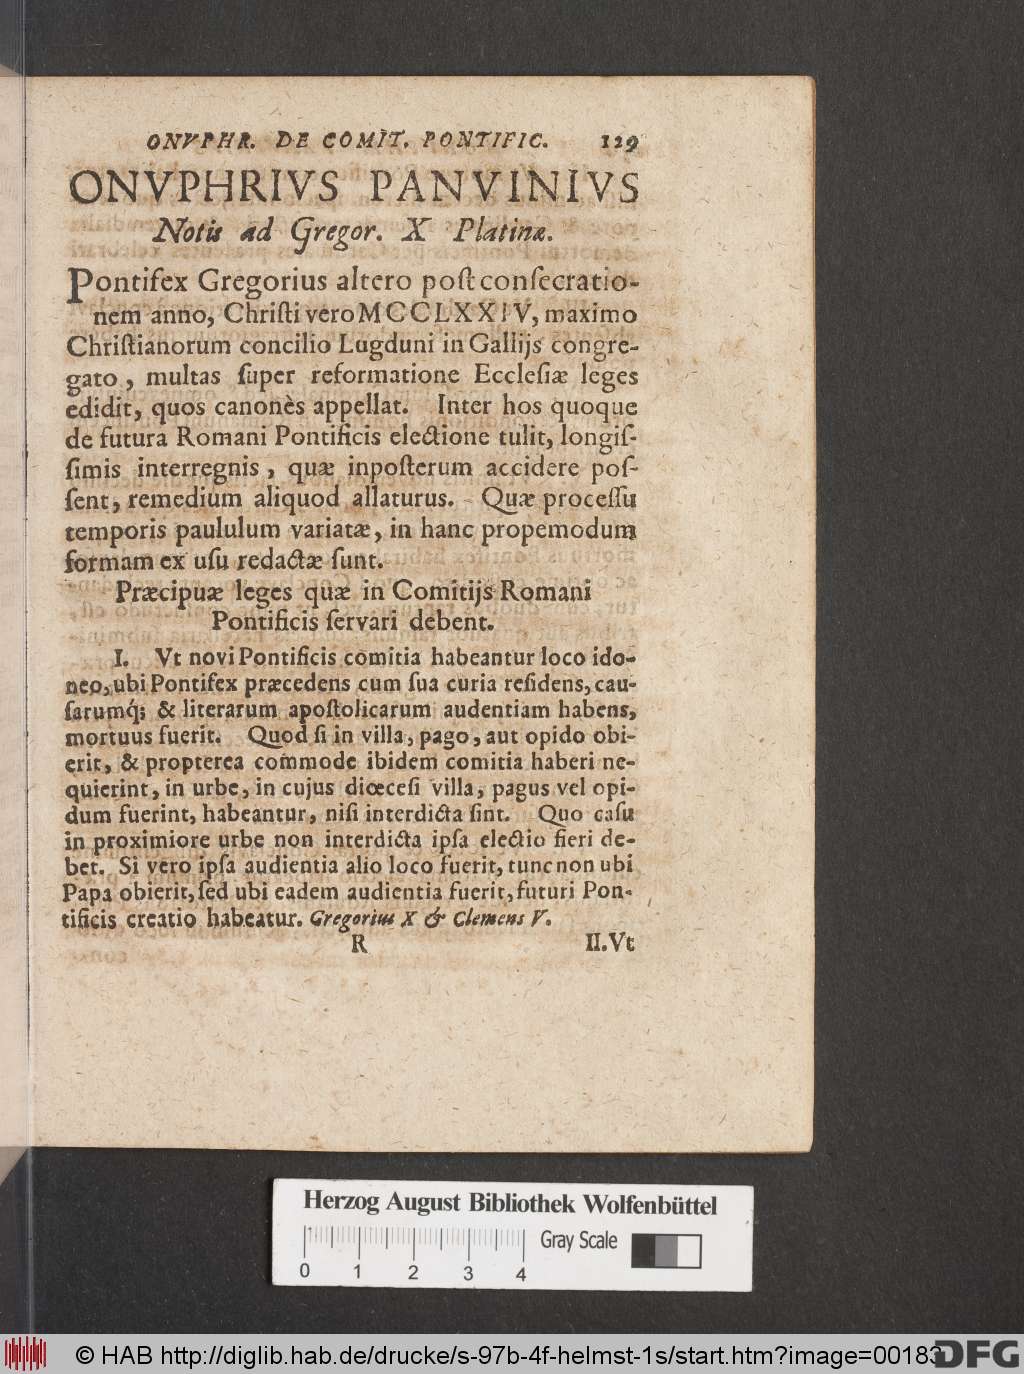 ONVPHR. DE COMIT. PONTIFIC. 129
ONVPHRIVS PANVINIVS
Notis ad Gregor. X Platinæ.
Pontifex Gregorius altero poſt conſecratio-
nem anno, Chriſti vero MCCLXXIV, maximo
Chriſtianorum concilio Lugduni in Gallijs congre-
gato, multas ſuper reformatione Eccleſiæ leges
edidit, quos canonès appellat. Inter hos quoque
de futura Romani Pontificis electione tulit, longiſ-
ſimis interregnis, quæ inpoſterum accidere poſ-
ſent, remedium aliquod allaturus. Quæ proceſſu
temporis paululum variatæ, in hanc propemodum
formam ex uſu redactæ ſunt.
Præcipuæ leges quæ in Comitijs Romani
Pontificis ſervari debent.
I. Vt novi Pontificis comitia habeantur loco ido-
neo, ubi Pontifex præcedens cum ſua curia reſidens, cau-
ſarumq́; & literarum apoſtolicarum audentiam habens,
mortuus fuerit. Quod ſi in villa, pago, aut opido obi-
erit, & propterea commode ibidem comitia haberi ne-
quierint, in urbe, in cujus diœceſi villa, pagus vel opi-
dum fuerint, habeantur, niſi interdicta ſint. Quo caſu
in proximiore urbe non interdicta ipſa electio fieri de-
bet. Si vero ipſa audientia alio loco fuerit, tunc non ubi
Papa obierit, ſed ubi eadem audientia fuerit, futuri Pon-
tificis creatio habeatur. Gregorius X & Clemens V.
R II. Vt
Herzog August Bibliothek Wolfenbüttel
Gray Scale
0 1 2 3 4
© HAB http://diglib.hab.de/drucke/s-97b-4f-helmst-1s/start.htm?image=00183
DFG